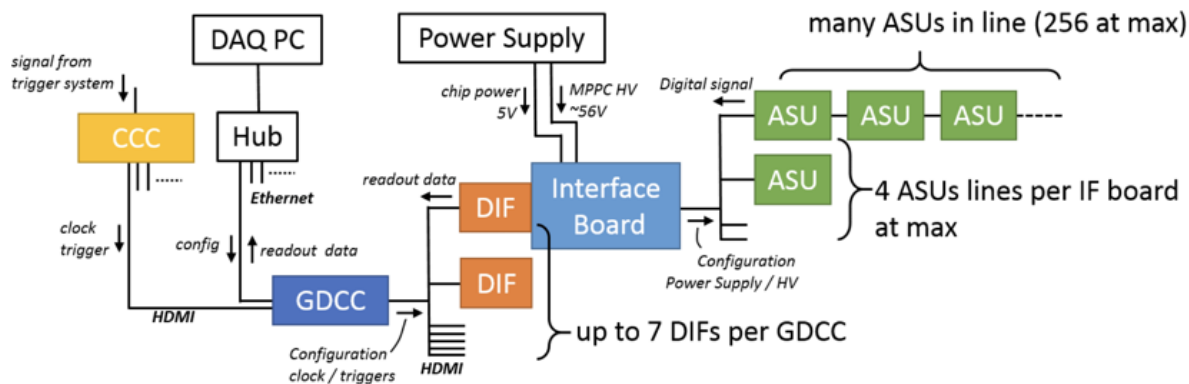 many ASUs in line (256 at max)
DAQ PC
Power Supply
signal from
trigger system
chip power
5V
MPPC HV
~56V
Digital signal
ASU
ASU
ASU
CCC
Hub
Ethernet
readout data
DIF
Interface
Board
ASU
4 ASUs lines per IF board
at max
clock
trigger
config
readout data
Configuration
Power Supply / HV
GDCC
DIF
HDMI
up to 7 DIFs per GDCC
Configuration
clock / triggers
HDMI